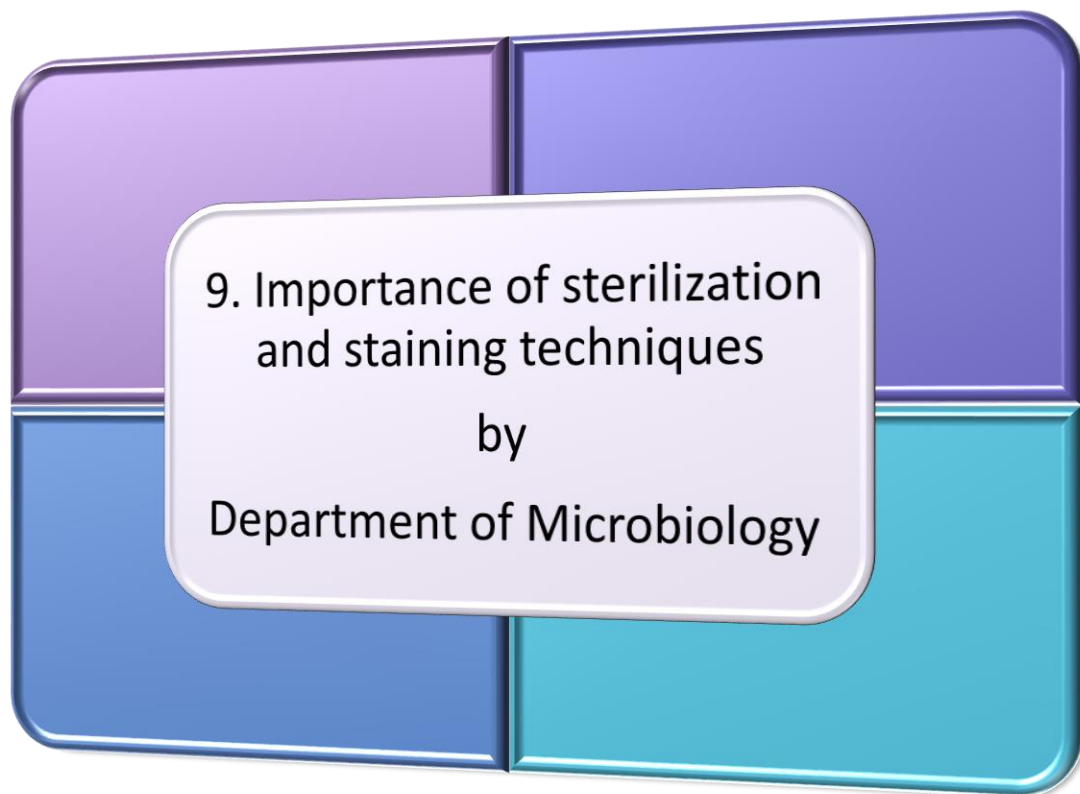 9. Importance of sterilization
and staining techniques
by
Department of Microbiology